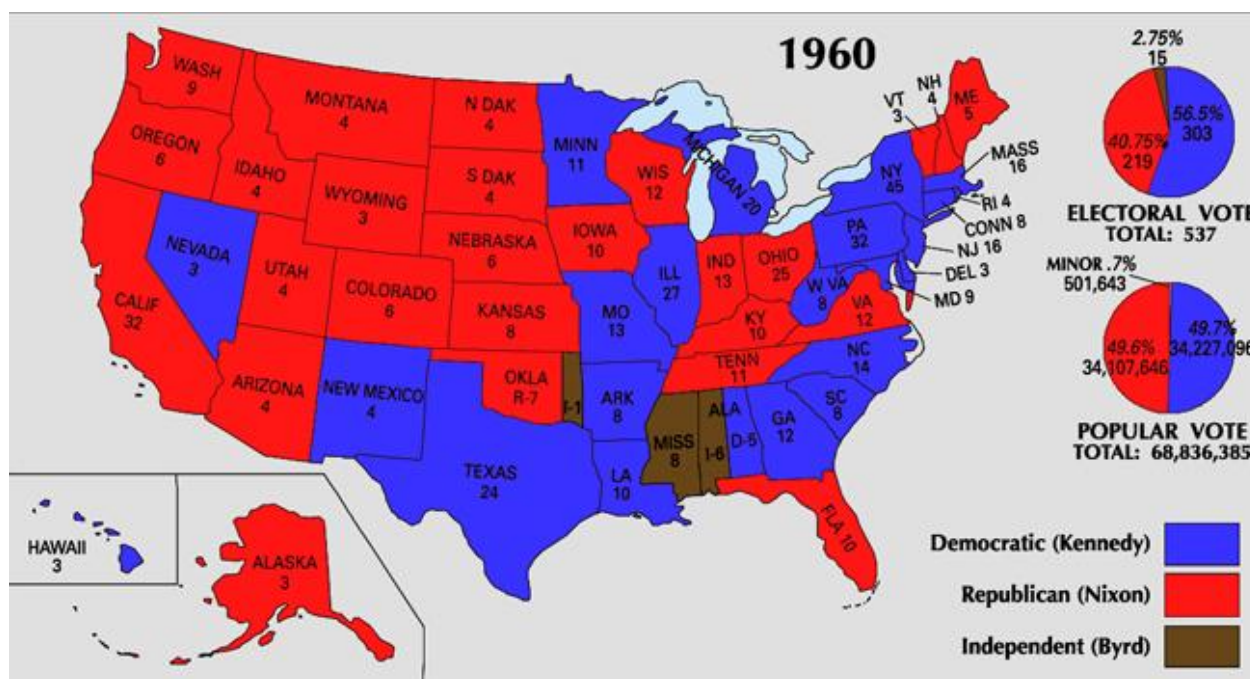 1960
WASH
9
OREGON
6
CALIF
32
NEVADA
3
IDAHO
4
MONTANA
4
WYOMING
3
UTAH
4
COLORADO
6
ARIZONA
4
NEW MEXICO
4
N DAK
4
S DAK
4
NEBRASKA
6
KANSAS
8
OKLA
R-7
I-1
TEXAS
24
MINN
11
IOWA
10
MO
13
ARK
8
LA
10
WIS
12
ILL
27
MICHIGAN 20
IND
13
OHIO
25
KY
10
TENN
11
MISS
8
ALA
I-6
D-5
GA
12
FLA 10
SC
8
NC
14
VA
12
W VA
8
PA
32
NY
45
VT
3
NH
4
ME
5
MASS
16
RI 4
CONN 8
NJ 16
DEL 3
MD 9
HAWAII
3
ALASKA
3
2.75%
15
56.5%
303
40.75%
219
ELECTORAL VOTE
TOTAL: 537
MINOR .7%
501,643
49.7%
34,227,096
49.6%
34,107,646
POPULAR VOTE
TOTAL: 68,836,385
Democratic (Kennedy)
Republican (Nixon)
Independent (Byrd)